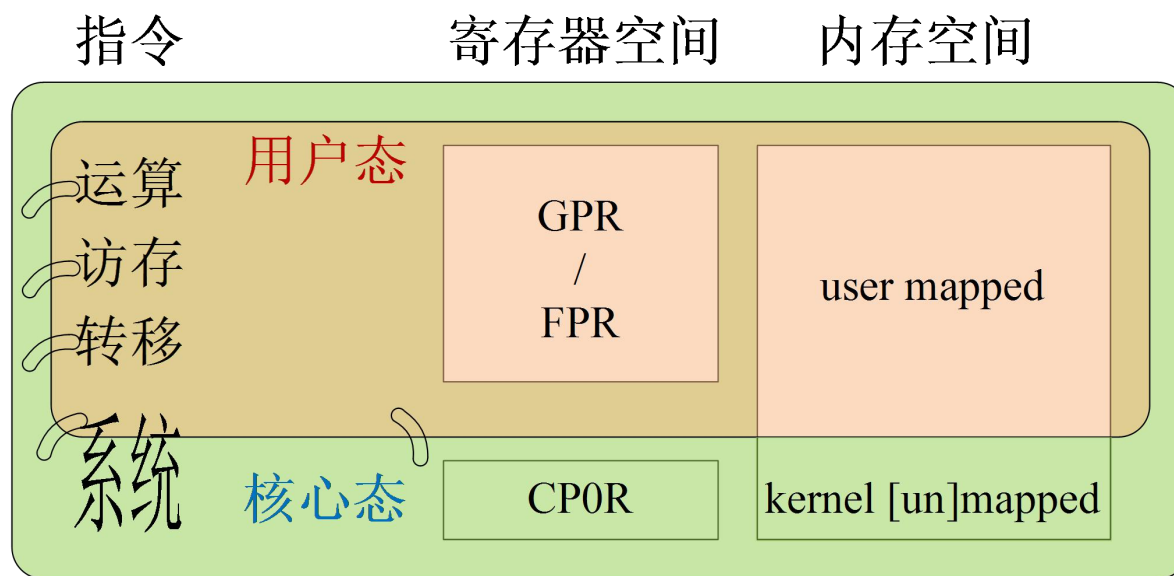 指令 寄存器空间 内存空间
运算 用户态
访存
转移
GPR
/
FPR
user mapped
系统 核心态 CP0R kernel [un]mapped